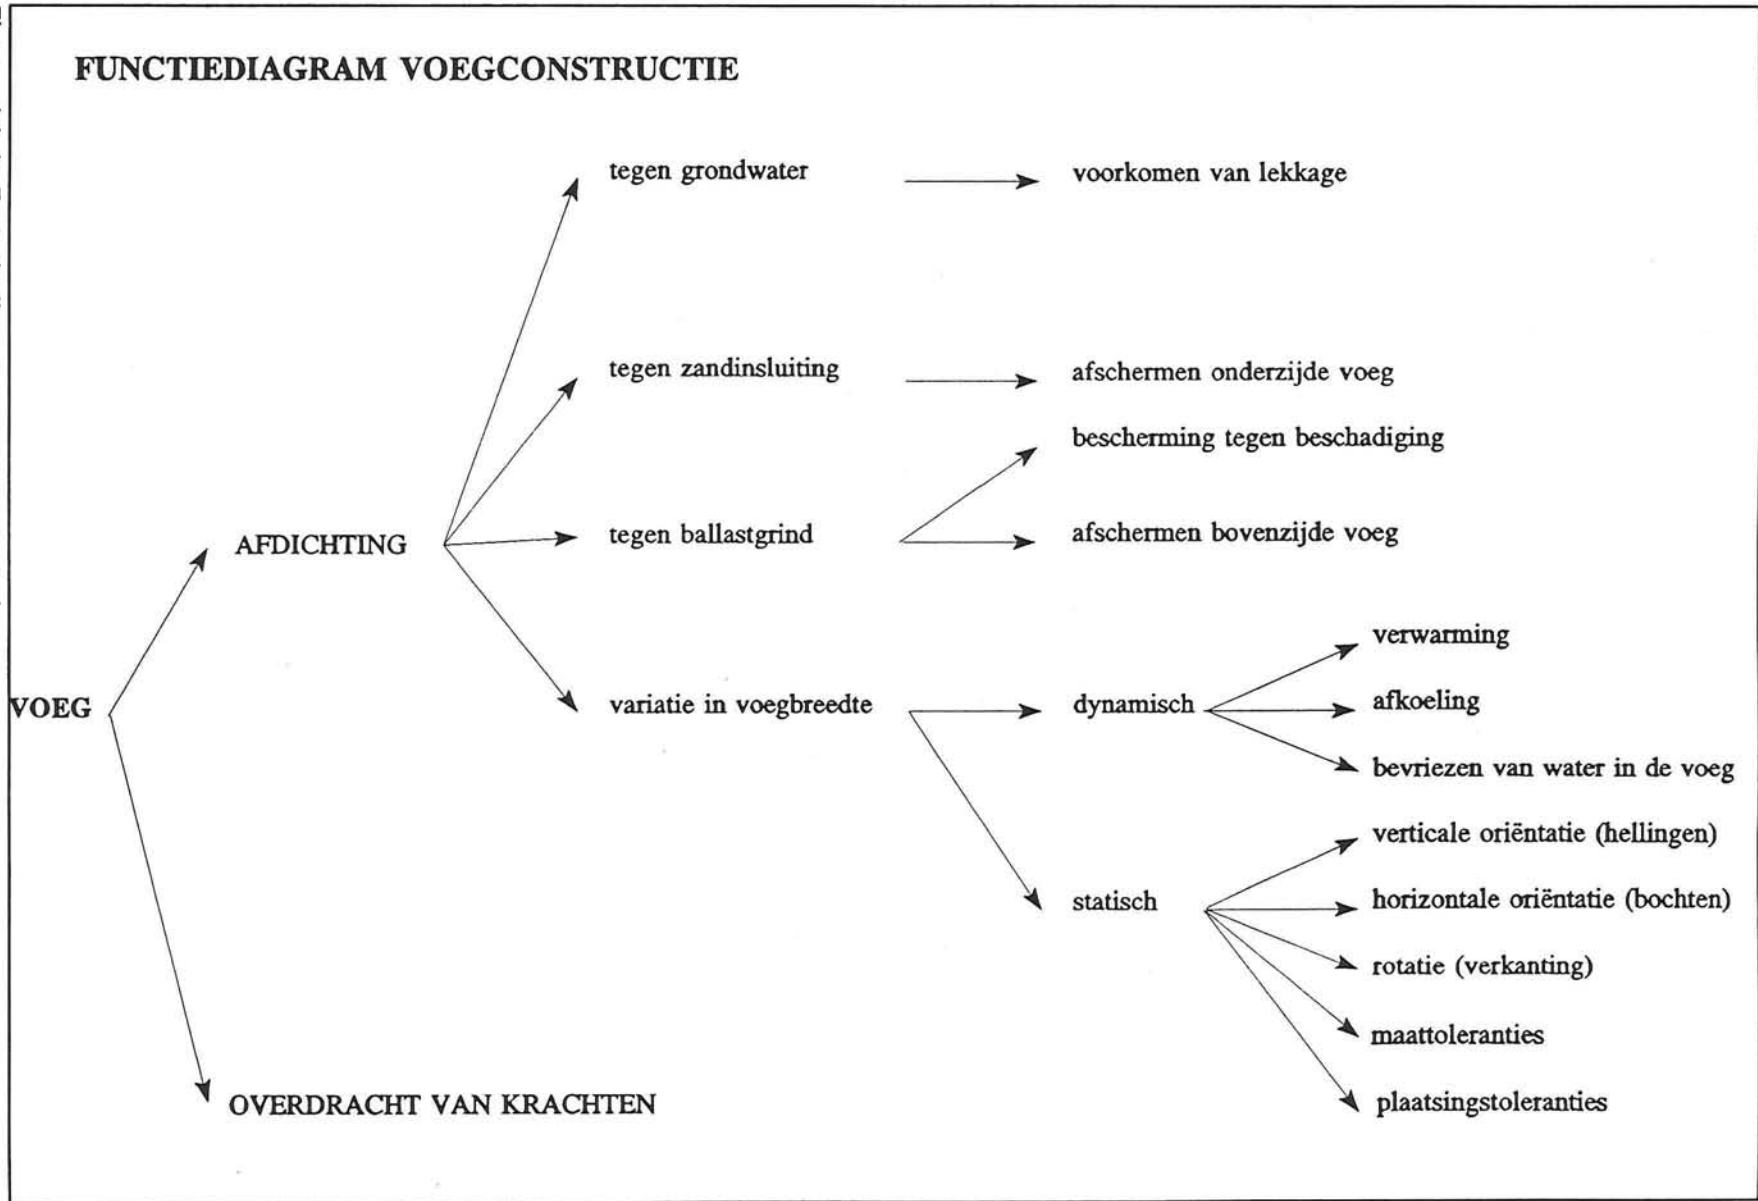 FUNCTIEDIAGRAM VOEGCONSTRUCTIE
tegen grondwater
voorkomen van lekkage
tegen zandinsluiting
afschermen onderzijde voeg
bescherming tegen beschadiging
AFDICHTING
tegen ballastgrind
afschermen bovenzijde voeg
verwarming
VOEG
variatie in voegbreedte
dynamisch
afkoeling
bevriezen van water in de voeg
verticale oriëntatie (hellingen)
statisch
horizontale oriëntatie (bochten)
rotatie (verkanting)
maattoleranties
OVERDRACHT VAN KRACHTEN
plaatsingstoleranties